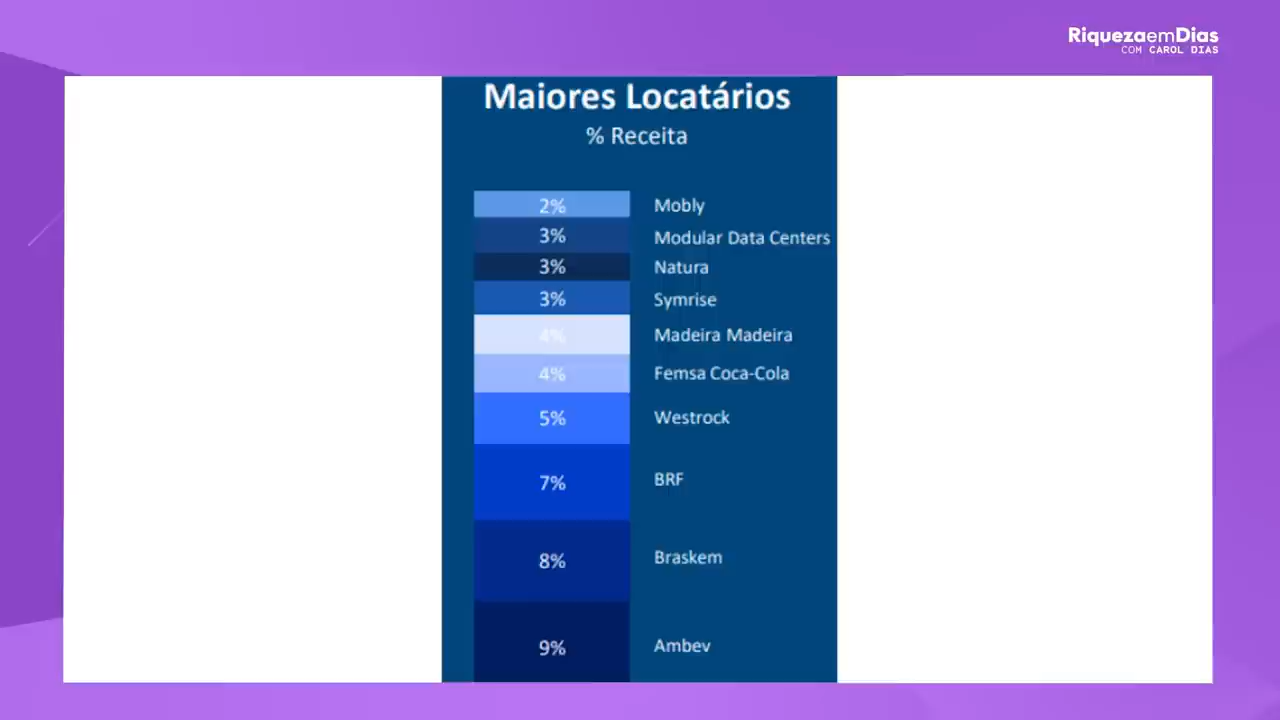 RiquezaemDias
COM CAROL DIAS
Maiores Locatários
% Receita
2% Mobly
3% Modular Data Centers
3% Natura
3% Symrise
4% Madeira Madeira
4% Femsa Coca-Cola
5% Westrock
7% BRF
8% Braskem
9% Ambev